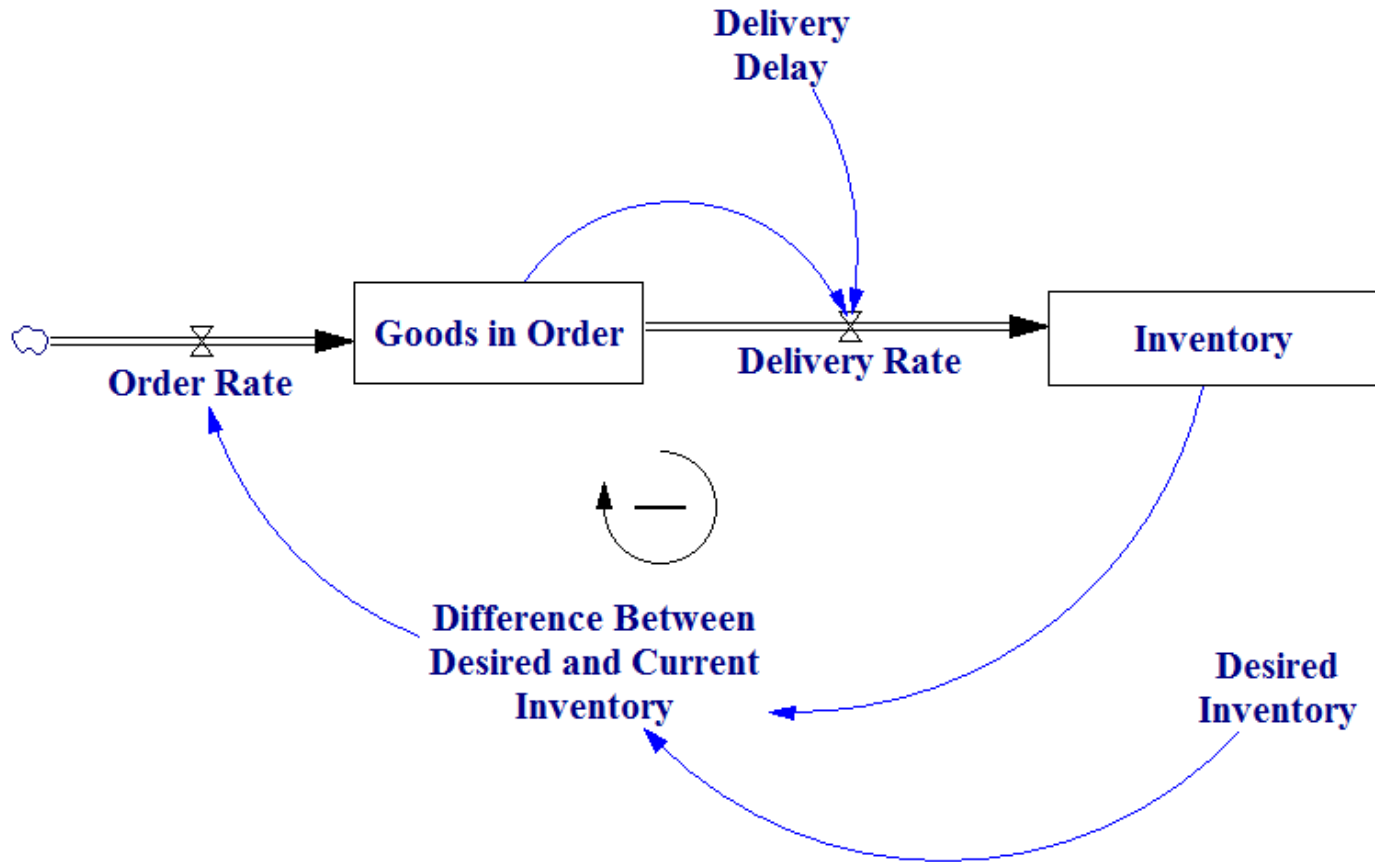 Delivery
Delay
Goods in Order
Inventory
Order Rate
Delivery Rate
Difference Between
Desired and Current
Inventory
Desired
Inventory